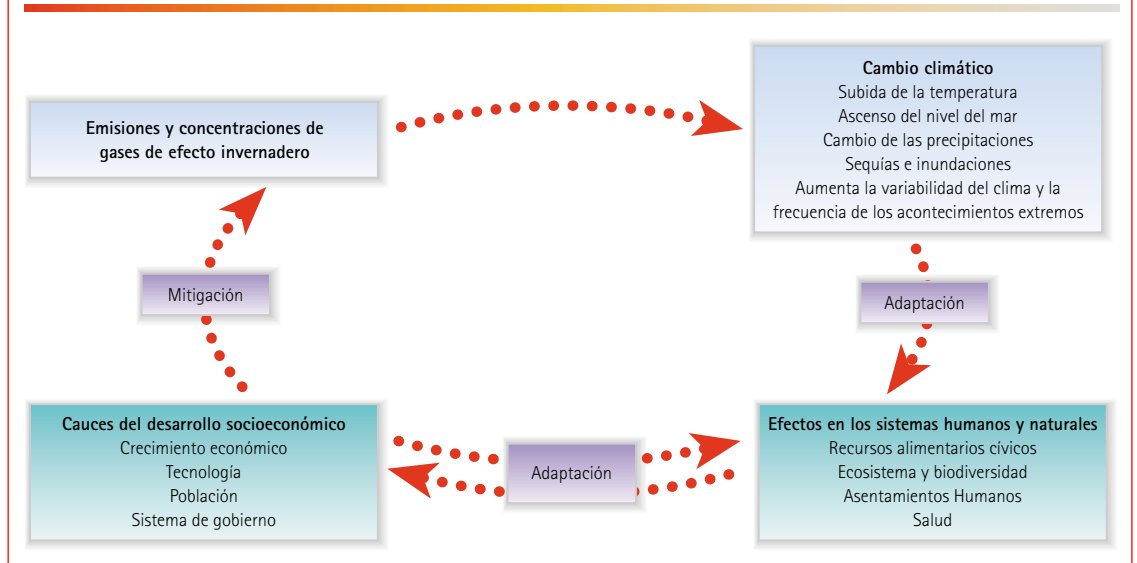 Emisiones y concentraciones de
gases de efecto invernadero
Cambio climático
Subida de la temperatura
Ascenso del nivel del mar
Cambio de las precipitaciones
Sequías e inundaciones
Aumenta la variabilidad del clima y la
frecuencia de los acontecimientos extremos
Mitigación
Adaptación
Cauces del desarrollo socioeconómico
Crecimiento económico
Tecnología
Población
Sistema de gobierno
Adaptación
Efectos en los sistemas humanos y naturales
Recursos alimentarios cívicos
Ecosistema y biodiversidad
Asentamientos Humanos
Salud